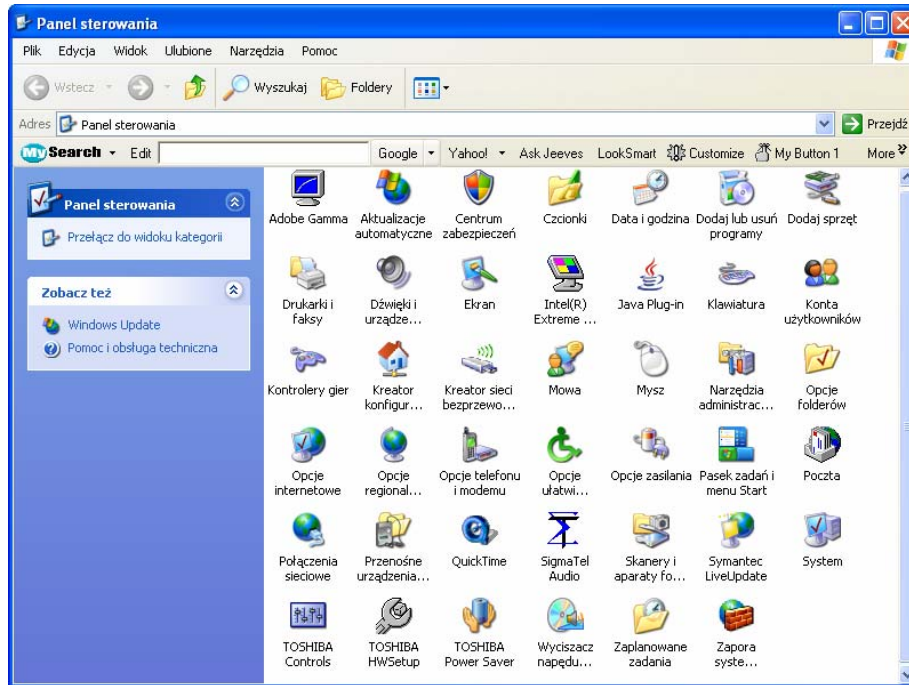 Panel sterowania
Plik Edycja Widok Ulubione Narzędzia Pomoc
Wstecz Wyszukaj Foldery
Adres Panel sterowania Przejdź
My Search Edit Google Yahoo! Ask Jeeves LookSmart Customize My Button 1 More
Panel sterowania
Przełącz do widoku kategorii
Zobacz też
Windows Update
Pomoc i obsługa techniczna
Adobe Gamma Aktualizacje Centrum Czcionki Data i godzina Dodaj lub usuń Dodaj sprzęt
automatyczne zabezpieczeń programy
Drukarki i Dźwięki i Ekran Intel(R) Java Plug-in Klawiatura Konta
faksy urządze... Extreme ... użytkowników
Kontrolery gier Kreator Kreator sieci Mowa Mysz Narzędzia Opcje
konfigur... bezprzewo... administrac... folderów
Opcje Opcje Opcje telefonu Opcje Opcje zasilania Pasek zadań i Poczta
internetowe regional... i modemu ułatwi... menu Start
Połączenia Przenośne QuickTime SigmaTel Skanery i Symantec System
sieciowe urządzenia... Audio aparaty fo... LiveUpdate
TOSHIBA TOSHIBA TOSHIBA Wyciszacz Zaplanowane Zapora
Controls HWSetup Power Saver napędu... zadania syste...